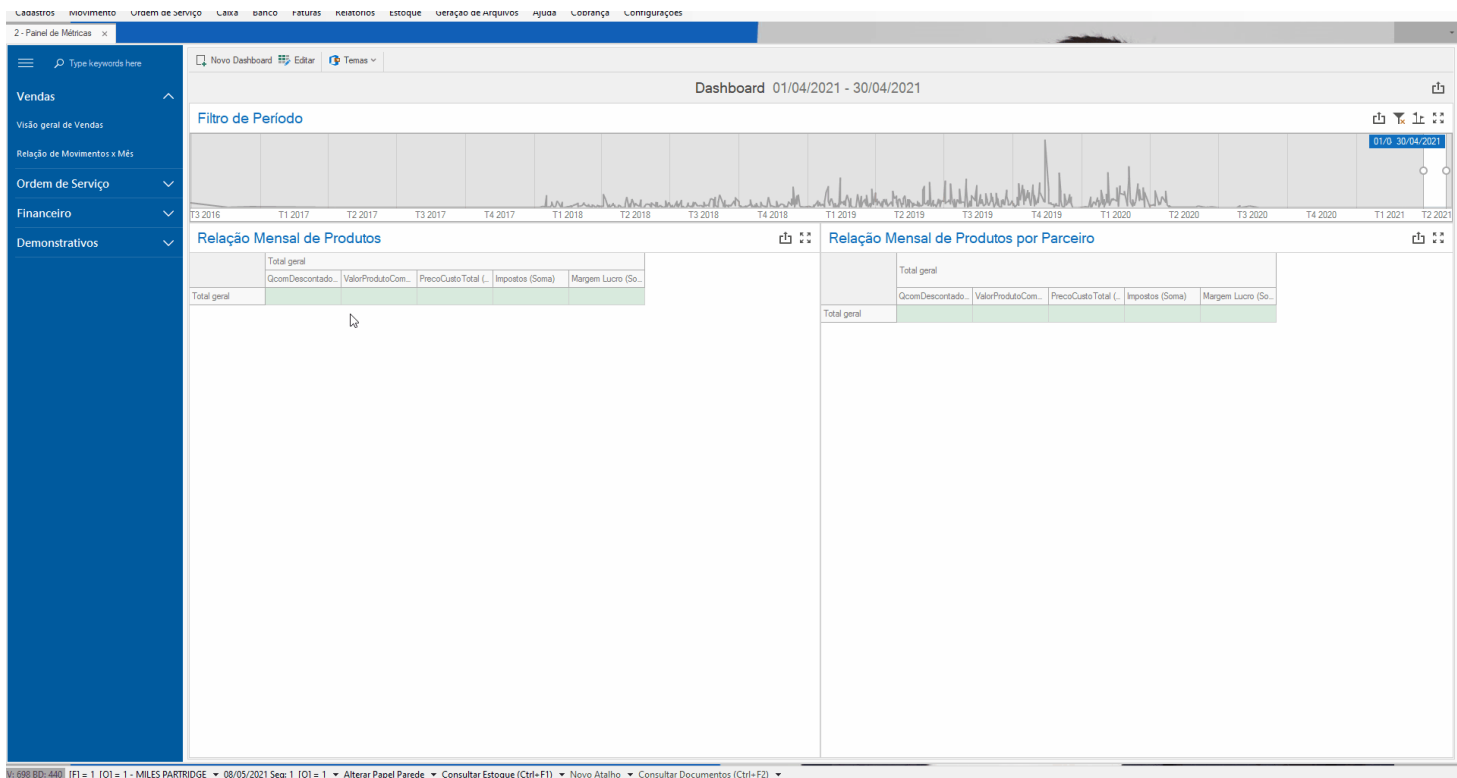 Cadastros Movimento Ordem de Serviço Caixa Banco Faturas Relatórios Estoque Geração de Arquivos Ajuda Cobrança Configurações
2 - Painel de Métricas ×
Type keywords here
Novo Dashboard Editar Temas
Dashboard 01/04/2021 - 30/04/2021
Vendas
Visão geral de Vendas
Relação de Movimentos x Mês
Ordem de Serviço
Financeiro
Demonstrativos
Filtro de Período
01/0 30/04/2021
T3 2016 T1 2017 T2 2017 T3 2017 T4 2017 T1 2018 T2 2018 T3 2018 T4 2018 T1 2019 T2 2019 T3 2019 T4 2019 T1 2020 T2 2020 T3 2020 T4 2020 T1 2021 T2 2021
Relação Mensal de Produtos
Total geral
QcomDescontado... ValorProdutoCom... PrecoCustoTotal (... Impostos (Soma) Margem Lucro (So...
Total geral
Relação Mensal de Produtos por Parceiro
Total geral
QcomDescontado... ValorProdutoCom... PrecoCustoTotal (... Impostos (Soma) Margem Lucro (So...
Total geral
V: 698 BD: 440 [F] = 1 [O] = 1 - MILES PARTRIDGE 08/05/2021 Seq: 1 [O] = 1 Alterar Papel Parede Consultar Estoque (Ctrl+F1) Novo Atalho Consultar Documentos (Ctrl+F2)